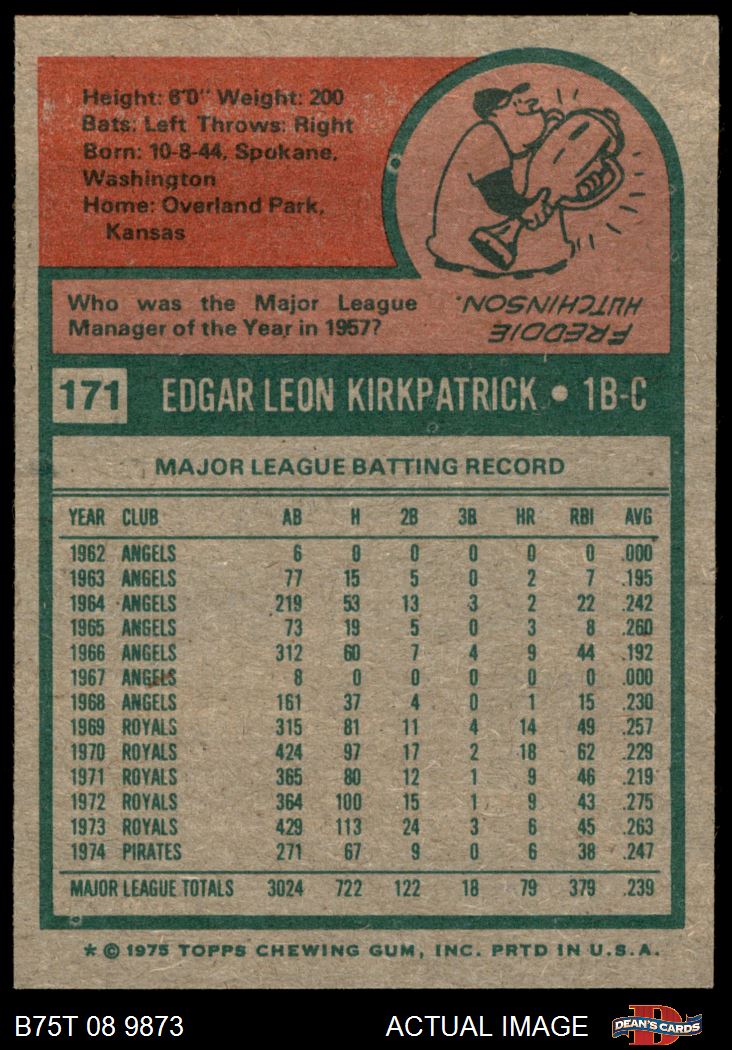 Height: 6'0" Weight: 200
Bats: Left Throws: Right
Born: 10-8-44, Spokane,
Washington
Home: Overland Park,
Kansas
Who was the Major League
Manager of the Year in 1957?
FREDDIE
HUTCHINSON.
171 EDGAR LEON KIRKPATRICK • 1B-C
MAJOR LEAGUE BATTING RECORD
YEAR CLUB AB H 2B 3B HR RBI AVG
1962 ANGELS 6 0 0 0 0 0 .000
1963 ANGELS 77 15 5 0 2 7 .195
1964 ANGELS 219 53 13 3 2 22 .242
1965 ANGELS 73 19 5 0 3 8 .260
1966 ANGELS 312 60 7 4 9 44 .192
1967 ANGELS 8 0 0 0 0 0 .000
1968 ANGELS 161 37 4 0 1 15 .230
1969 ROYALS 315 81 11 4 14 49 .257
1970 ROYALS 424 97 17 2 18 62 .229
1971 ROYALS 365 80 12 1 9 46 .219
1972 ROYALS 364 100 15 1 9 43 .275
1973 ROYALS 429 113 24 3 6 45 .263
1974 PIRATES 271 67 9 0 6 38 .247
MAJOR LEAGUE TOTALS 3024 722 122 18 79 379 .239
* © 1975 TOPPS CHEWING GUM, INC. PRTD IN U.S.A.
B75T 08 9873 ACTUAL IMAGE
D
DEAN'S CARDS